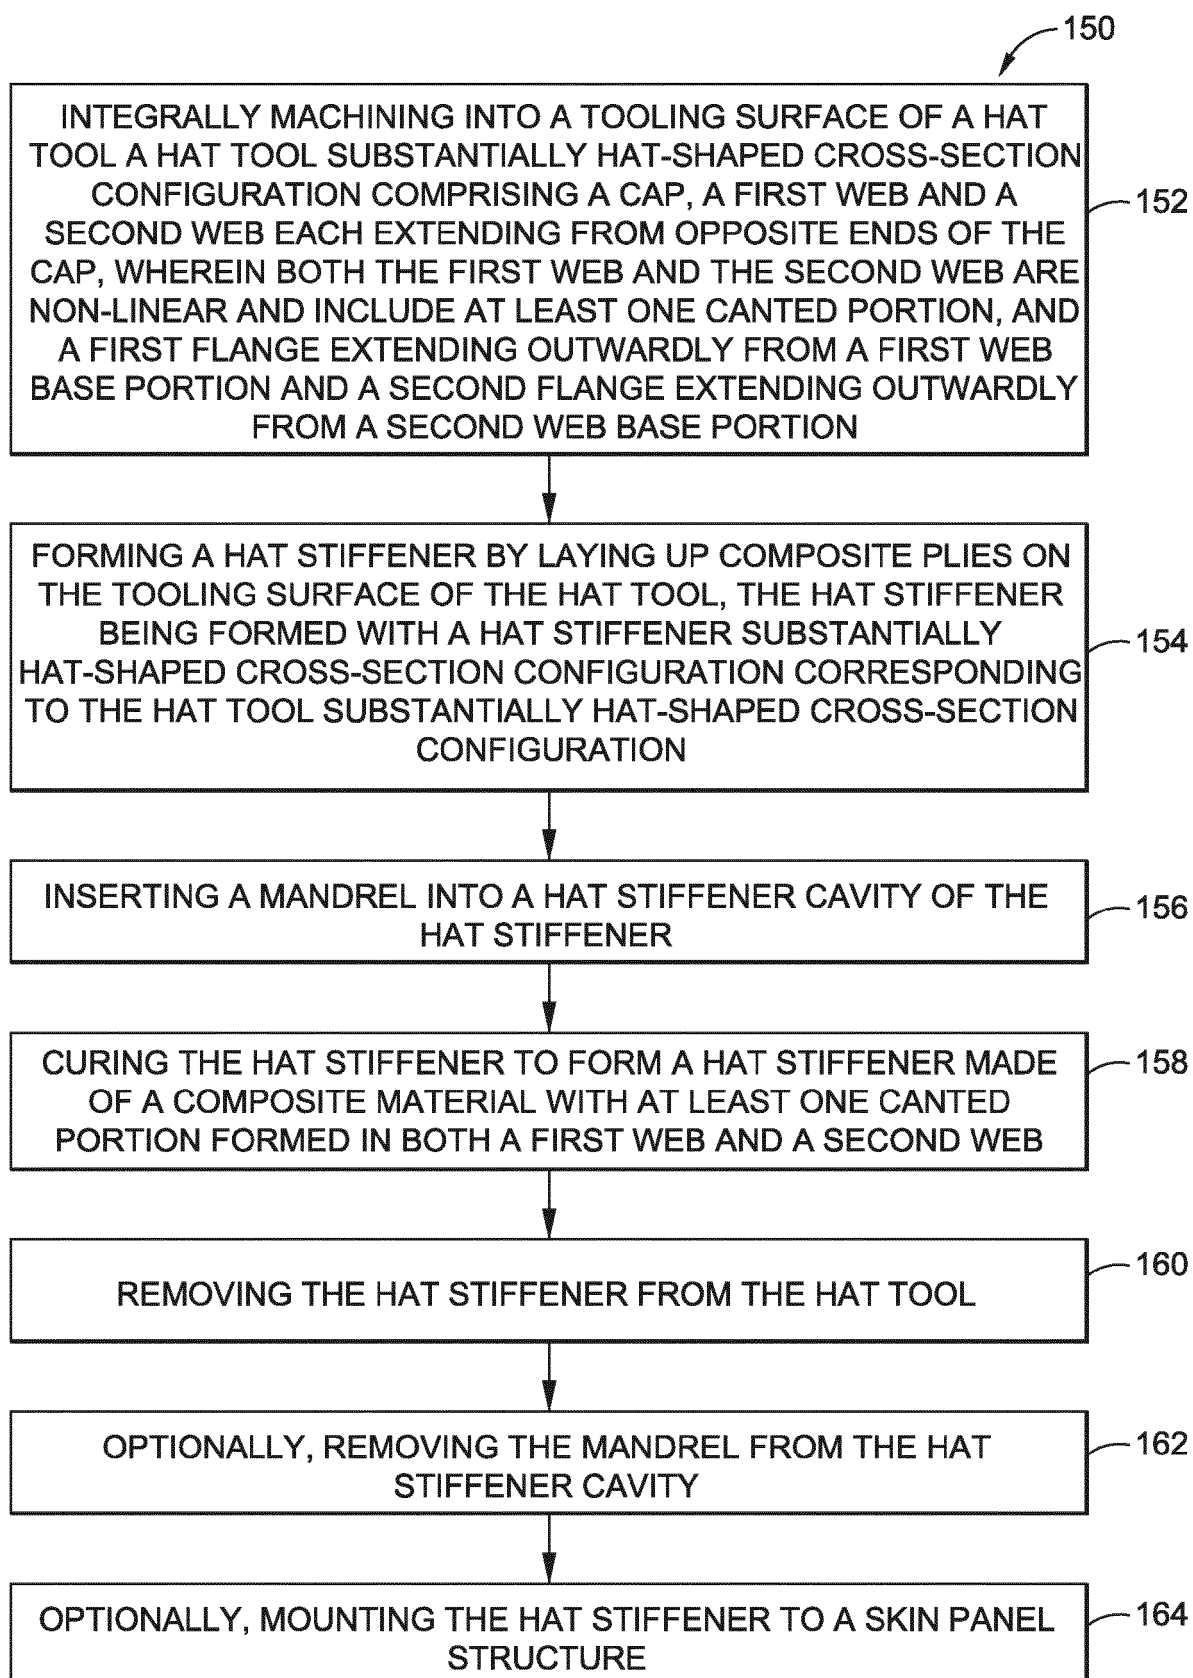 150
INTEGRALLY MACHINING INTO A TOOLING SURFACE OF A HAT
TOOL A HAT TOOL SUBSTANTIALLY HAT-SHAPED CROSS-SECTION
CONFIGURATION COMPRISING A CAP, A FIRST WEB AND A
SECOND WEB EACH EXTENDING FROM OPPOSITE ENDS OF THE
CAP, WHEREIN BOTH THE FIRST WEB AND THE SECOND WEB ARE
NON-LINEAR AND INCLUDE AT LEAST ONE CANTED PORTION, AND
A FIRST FLANGE EXTENDING OUTWARDLY FROM A FIRST WEB
BASE PORTION AND A SECOND FLANGE EXTENDING OUTWARDLY
FROM A SECOND WEB BASE PORTION
152
FORMING A HAT STIFFENER BY LAYING UP COMPOSITE PLIES ON
THE TOOLING SURFACE OF THE HAT TOOL, THE HAT STIFFENER
BEING FORMED WITH A HAT STIFFENER SUBSTANTIALLY
HAT-SHAPED CROSS-SECTION CONFIGURATION CORRESPONDING
TO THE HAT TOOL SUBSTANTIALLY HAT-SHAPED CROSS-SECTION
CONFIGURATION
154
INSERTING A MANDREL INTO A HAT STIFFENER CAVITY OF THE
HAT STIFFENER
156
CURING THE HAT STIFFENER TO FORM A HAT STIFFENER MADE
OF A COMPOSITE MATERIAL WITH AT LEAST ONE CANTED
PORTION FORMED IN BOTH A FIRST WEB AND A SECOND WEB
158
REMOVING THE HAT STIFFENER FROM THE HAT TOOL
160
OPTIONALLY, REMOVING THE MANDREL FROM THE HAT
STIFFENER CAVITY
162
OPTIONALLY, MOUNTING THE HAT STIFFENER TO A SKIN PANEL
STRUCTURE
164